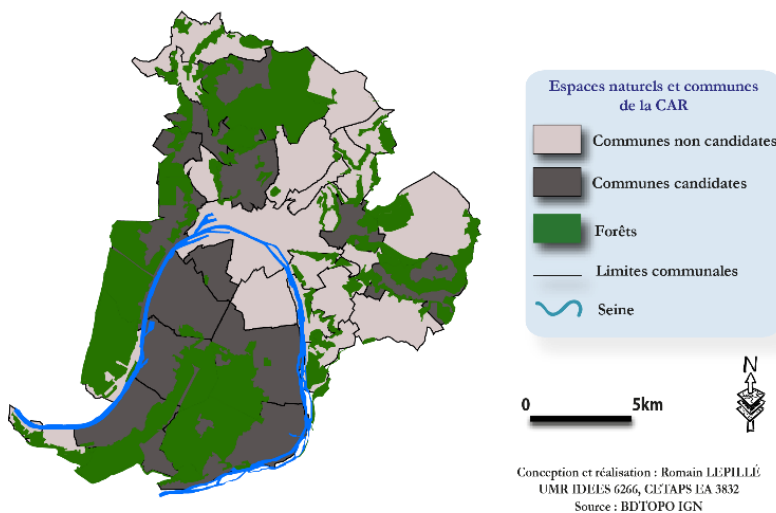 Espaces naturels et communes
de la CAR
Communes non candidates
Communes candidates
Forêts
Limites communales
Seine
N
0 5km
Conception et réalisation : Romain LEPILLÉ
UMR IDEES 6266, CETAPS EA 3832
Source : BDTOPO IGN